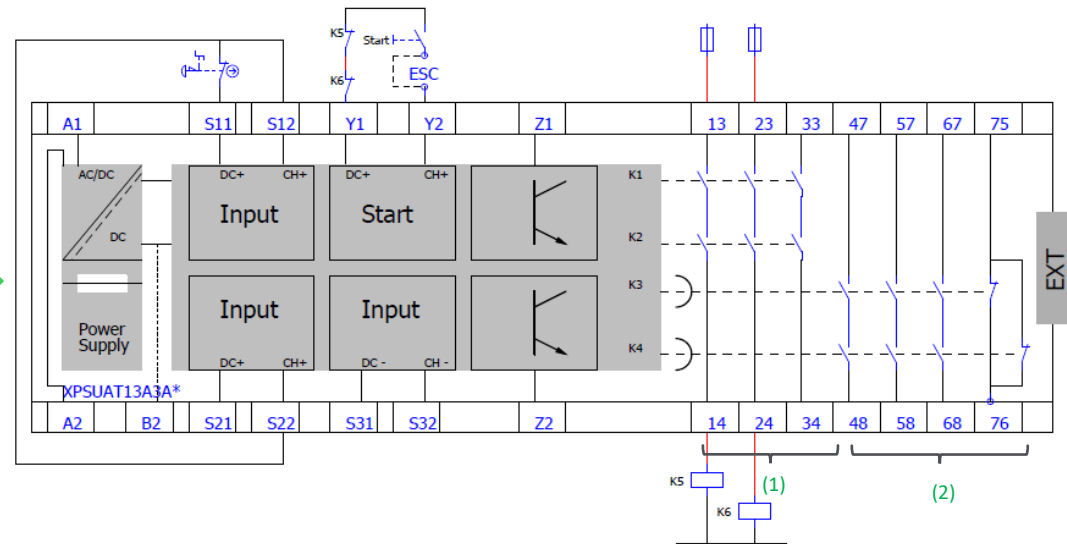 K5
Start
K6
ESC
A1 S11 S12 Y1 Y2 Z1 13 23 33 47 57 67 75
AC/DC
DC
DC+ CH+
Input
DC+ CH+
Start
K1
K2
K3
K4
EXT
Power
Supply
Input
DC+ CH+
Input
DC - CH -
XPSUAT13A3A*
A2 B2 S21 S22 S31 S32 Z2 14 24 34 48 58 68 76
K5
(1)
(2)
K6